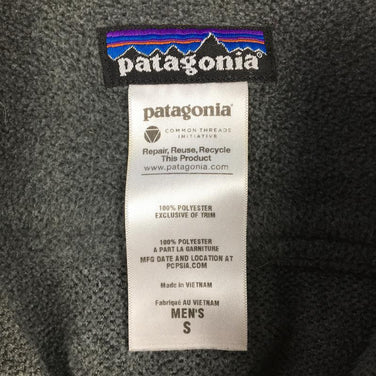 patagonia
patagonia®
COMMON THREADS
INITIATIVE
Repair, Reuse, Recycle
This Product
www.patagonia.com
100% POLYESTER
EXCLUSIVE OF TRIM
100% POLYESTER
A PART LA GARNITURE
MFG DATE AND LOCATION AT
PCPSIA.COM
Made in VIETNAM
Fabriqué AU VIETNAM
MEN'S
S